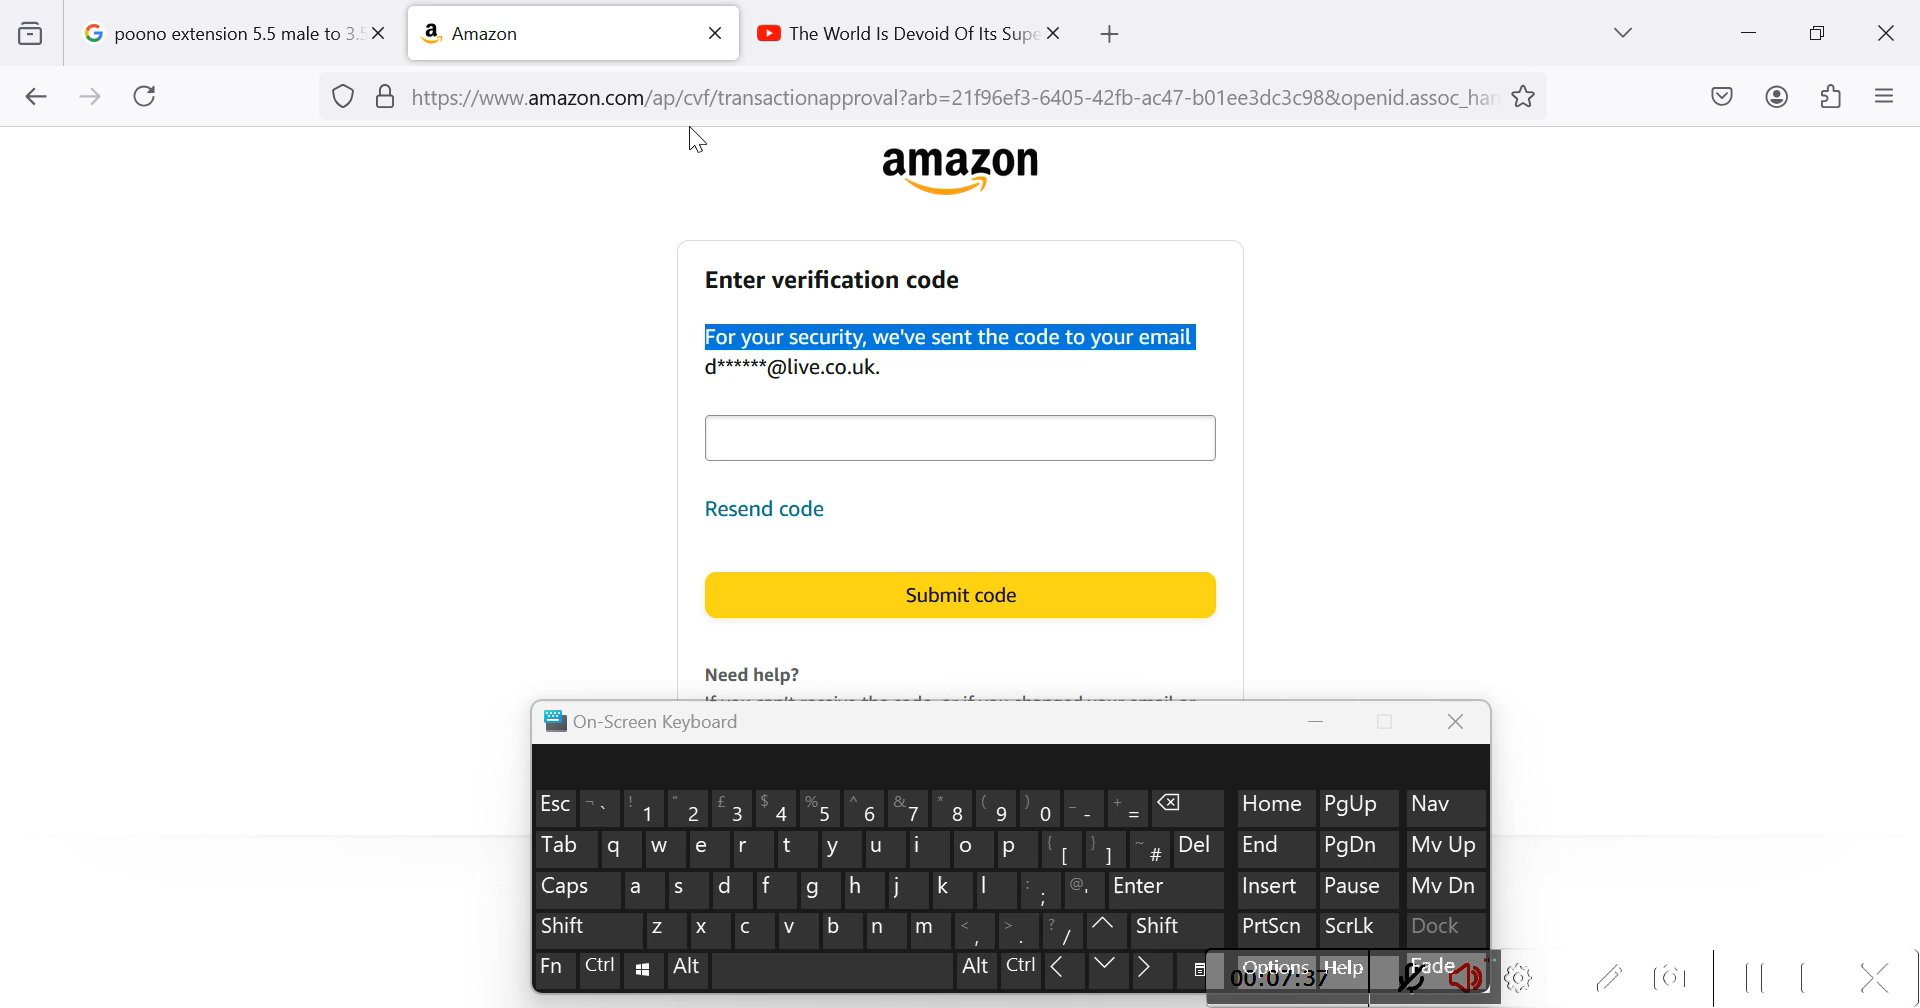 poono extension 5.5 male to 3.5
Amazon
The World Is Devoid Of Its Supe
https://www.amazon.com/ap/cvf/transactionapproval?arb=21f96ef3-6405-42fb-ac47-b01ee3dc3c98&openid.assoc_han
amazon
Enter verification code
For your security, we've sent the code to your email
d******@live.co.uk.
Resend code
Submit code
Need help?
On-Screen Keyboard
Esc ¬ ` ! 1 " 2 £ 3 $ 4 % 5 ^ 6 & 7 * 8 ( 9 ) 0 _ - + = Home PgUp Nav
Tab q w e r t y u i o p { [ } ] ~ # Del End PgDn Mv Up
Caps a s d f g h j k l : ; @ ' Enter Insert Pause Mv Dn
Shift z x c v b n m < , > . ? / Shift PrtScn ScrLk Dock
Fn Ctrl Alt Alt Ctrl Options Help Fade
00:07:37